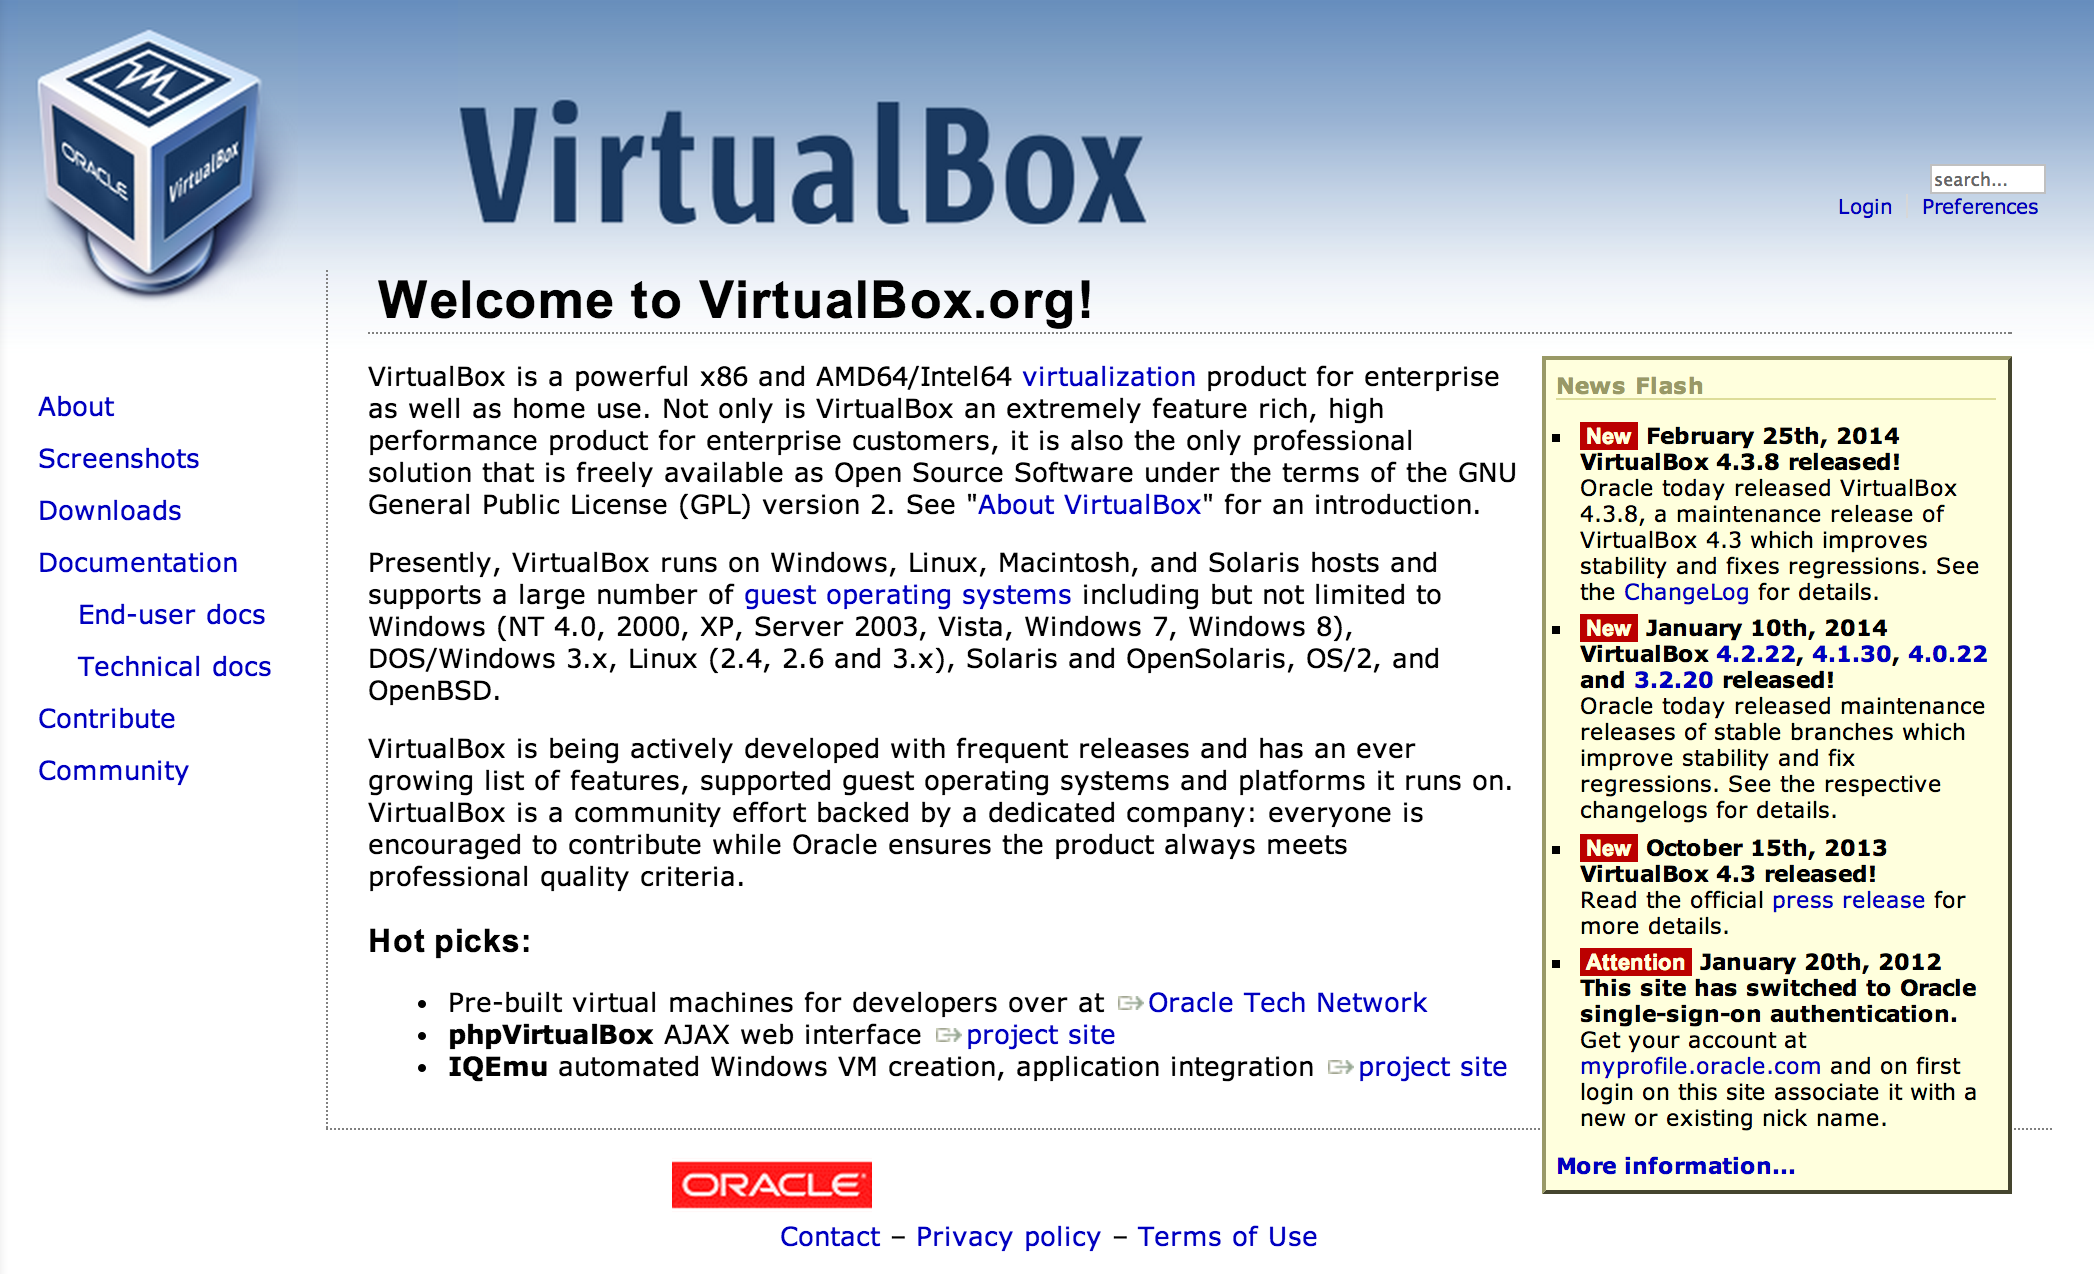 ORACLE
VirtualBox
VirtualBox
search...
Login
Preferences
Welcome to VirtualBox.org!
About
Screenshots
Downloads
Documentation
End-user docs
Technical docs
Contribute
Community
VirtualBox is a powerful x86 and AMD64/Intel64 virtualization product for enterprise
as well as home use. Not only is VirtualBox an extremely feature rich, high
performance product for enterprise customers, it is also the only professional
solution that is freely available as Open Source Software under the terms of the GNU
General Public License (GPL) version 2. See "About VirtualBox" for an introduction.
Presently, VirtualBox runs on Windows, Linux, Macintosh, and Solaris hosts and
supports a large number of guest operating systems including but not limited to
Windows (NT 4.0, 2000, XP, Server 2003, Vista, Windows 7, Windows 8),
DOS/Windows 3.x, Linux (2.4, 2.6 and 3.x), Solaris and OpenSolaris, OS/2, and
OpenBSD.
VirtualBox is being actively developed with frequent releases and has an ever
growing list of features, supported guest operating systems and platforms it runs on.
VirtualBox is a community effort backed by a dedicated company: everyone is
encouraged to contribute while Oracle ensures the product always meets
professional quality criteria.
Hot picks:
• Pre-built virtual machines for developers over at Oracle Tech Network
• phpVirtualBox AJAX web interface project site
• IQEmu automated Windows VM creation, application integration project site
News Flash
New February 25th, 2014
VirtualBox 4.3.8 released!
Oracle today released VirtualBox
4.3.8, a maintenance release of
VirtualBox 4.3 which improves
stability and fixes regressions. See
the ChangeLog for details.
New January 10th, 2014
VirtualBox 4.2.22, 4.1.30, 4.0.22
and 3.2.20 released!
Oracle today released maintenance
releases of stable branches which
improve stability and fix
regressions. See the respective
changelogs for details.
New October 15th, 2013
VirtualBox 4.3 released!
Read the official press release for
more details.
Attention January 20th, 2012
This site has switched to Oracle
single-sign-on authentication.
Get your account at
myprofile.oracle.com and on first
login on this site associate it with a
new or existing nick name.
More information...
ORACLE
Contact – Privacy policy – Terms of Use